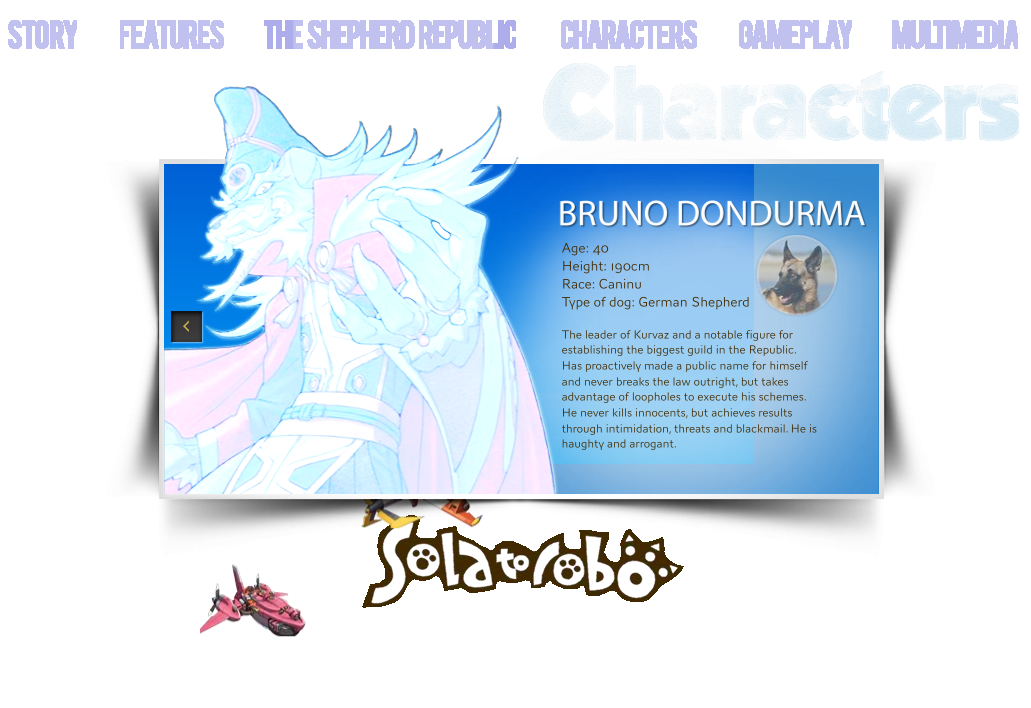 STORY FEATURES THE SHEPHERD REPUBLIC CHARACTERS GAMEPLAY MULTIMEDIA
Characters
BRUNO DONDURMA
Age: 40
Height: 190cm
Race: Caninu
Type of dog: German Shepherd
The leader of Kurvaz and a notable figure for
establishing the biggest guild in the Republic.
Has proactively made a public name for himself
and never breaks the law outright, but takes
advantage of loopholes to execute his schemes.
He never kills innocents, but achieves results
through intimidation, threats and blackmail. He is
haughty and arrogant.
Solatorobo